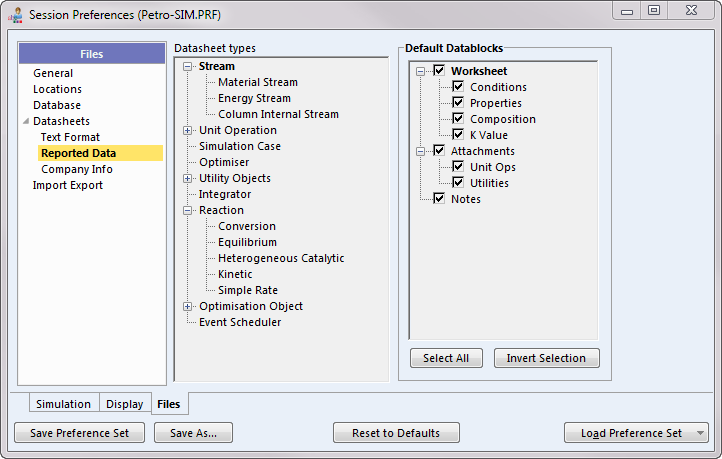 Session Preferences (Petro-SIM.PRF)
Files
General
Locations
Database
Datasheets
Text Format
Reported Data
Company Info
Import Export
Datasheet types
Stream
Material Stream
Energy Stream
Column Internal Stream
Unit Operation
Simulation Case
Optimiser
Utility Objects
Integrator
Reaction
Conversion
Equilibrium
Heterogeneous Catalytic
Kinetic
Simple Rate
Optimisation Object
Event Scheduler
Default Datablocks
Worksheet
Conditions
Properties
Composition
K Value
Attachments
Unit Ops
Utilities
Notes
Select All
Invert Selection
Simulation
Display
Files
Save Preference Set
Save As...
Reset to Defaults
Load Preference Set